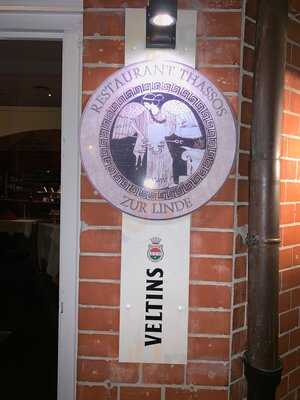 RESTAURANT THASSOS
ZUR LINDE
VELTINS